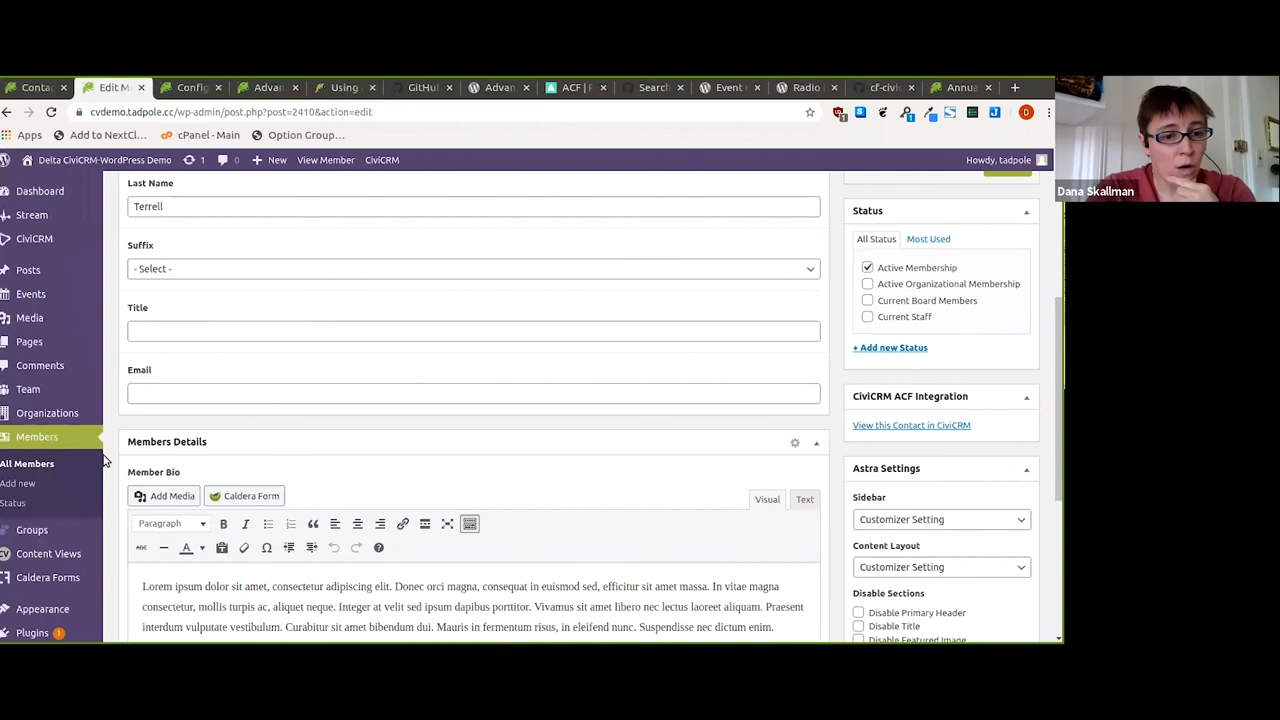 Conta
Edit M
Config
Advan
Using
GitHul
Advan
ACF | F
Search
Event
Radio
cf-civic
Annua
cvdemo.tadpole.cc/wp-admin/post.php?post=2410&action=edit
Apps
Add to NextCl...
cPanel - Main
Option Group...
Delta CiviCRM-WordPress Demo
1
0
New
View Member
CiviCRM
Howdy, tadpole
Dana Skallman
Dashboard
Stream
CiviCRM
Posts
Events
Media
Pages
Comments
Team
Organizations
Members
All Members
Add new
Status
Groups
Content Views
Caldera Forms
Appearance
Plugins 1
Last Name
Terrell
Suffix
- Select -
Title
Email
Members Details
Member Bio
Add Media
Caldera Form
Visual
Text
Paragraph
B I
ABC
A
Lorem ipsum dolor sit amet, consectetur adipiscing elit. Donec orci magna, consequat in euismod sed, efficitur sit amet massa. In vitae magna
consectetur, mollis turpis ac, aliquet neque. Integer at velit sed ipsum dapibus porttitor. Vivamus sit amet libero nec lectus laoreet aliquam. Praesent
interdum vulputate vestibulum. Curabitur sit amet bibendum dui. Mauris in fermentum risus, in eleifend nunc. Suspendisse nec dictum enim.
Status
All Status
Most Used
Active Membership
Active Organizational Membership
Current Board Members
Current Staff
+ Add new Status
CiviCRM ACF Integration
View this Contact in CiviCRM
Astra Settings
Sidebar
Customizer Setting
Content Layout
Customizer Setting
Disable Sections
Disable Primary Header
Disable Title
Disable Featured Image